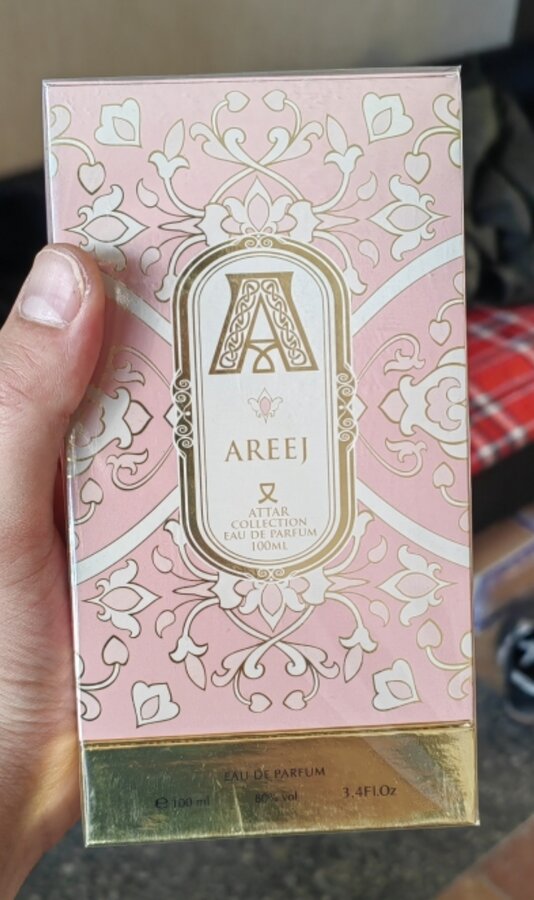 A
AREEJ
ATTAR
COLLECTION
EAU DE PARFUM
100ML
EAU DE PARFUM
℮ 100 ml 80% vol 3.4Fl.Oz